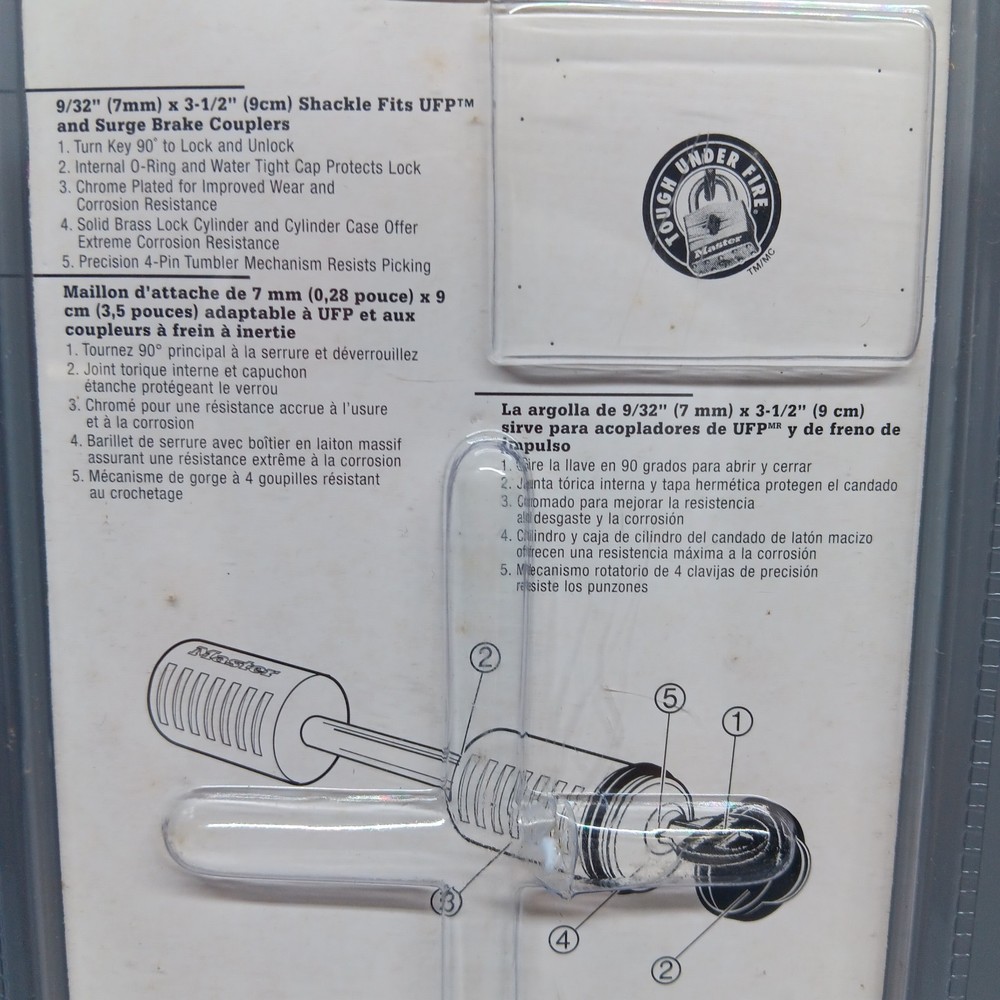 9/32" (7mm) x 3-1/2" (9cm) Shackle Fits UFP™
and Surge Brake Couplers
1. Turn Key 90° to Lock and Unlock
2. Internal O-Ring and Water Tight Cap Protects Lock
3. Chrome Plated for Improved Wear and
Corrosion Resistance
4. Solid Brass Lock Cylinder and Cylinder Case Offer
Extreme Corrosion Resistance
5. Precision 4-Pin Tumbler Mechanism Resists Picking
Maillon d'attache de 7 mm (0,28 pouce) x 9
cm (3,5 pouces) adaptable à UFP et aux
coupleurs à frein à inertie
1. Tournez 90° principal à la serrure et déverrouillez
2. Joint torique interne et capuchon
étanche protégeant le verrou
3. Chromé pour une résistance accrue à l'usure
et à la corrosion
4. Barillet de serrure avec boîtier en laiton massif
assurant une résistance extrême à la corrosion
5. Mécanisme de gorge à 4 goupilles résistant
au crochetage
TOUGH UNDER FIRE®
Master
TM/MC
La argolla de 9/32" (7 mm) x 3-1/2" (9 cm)
sirve para acopladores de UFPᴹᴿ y de freno de
impulso
1. Gire la llave en 90 grados para abrir y cerrar
2. Junta tórica interna y tapa hermética protegen el candado
3. Cromado para mejorar la resistencia
al desgaste y la corrosión
4. Cilindro y caja de cilindro del candado de latón macizo
ofrecen una resistencia máxima a la corrosión
5. Mecanismo rotatorio de 4 clavijas de precisión
resiste los punzones
Master
2
5
1
3
4
2